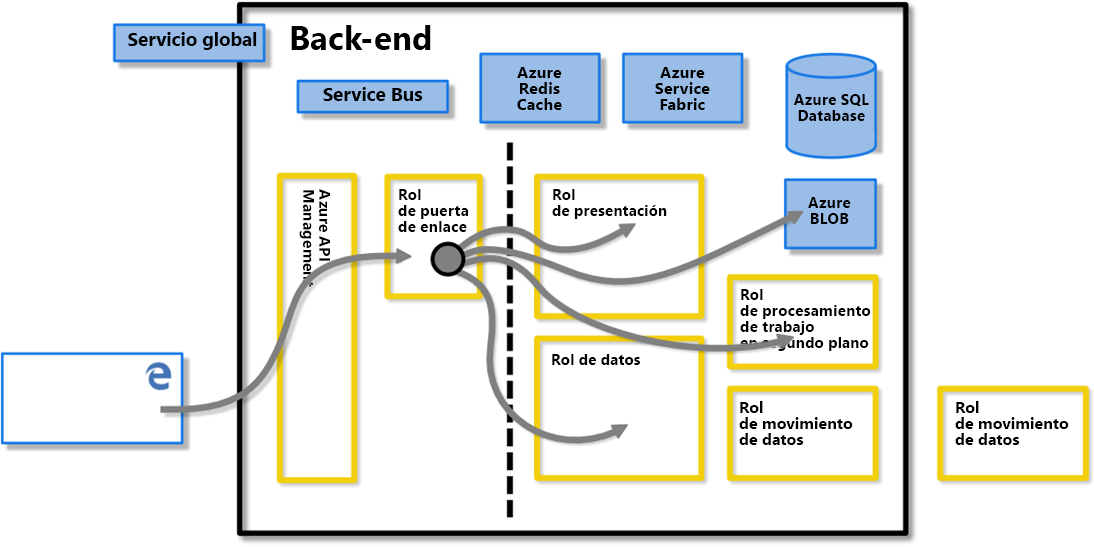 Servicio global
Back-end
Service Bus
Azure
Redis
Cache
Azure
Service
Fabric
Azure SQL
Database
Azure API
Management
Rol
de puerta
de enlace
Rol
de presentación
Azure
BLOB
Rol
de procesamiento
de trabajo
en segundo plano
Rol de datos
Rol
de movimiento
de datos
Rol
de movimiento
de datos